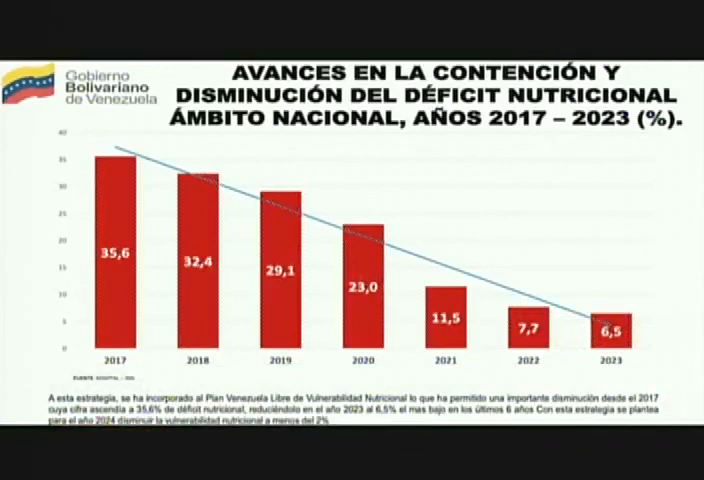 Gobierno
Bolivariano
de Venezuela
AVANCES EN LA CONTENCIÓN Y
DISMINUCIÓN DEL DÉFICIT NUTRICIONAL
ÁMBITO NACIONAL, AÑOS 2017 – 2023 (%).
40
35
30
25
20
15
10
5
0
35,6
32,4
29,1
23,0
11,5
7,7
6,5
2017 2018 2019 2020 2021 2022 2023
FUENTE
A esta estrategia, se ha incorporado al Plan Venezuela Libre de Vulnerabilidad Nutricional lo que ha permitido una importante disminución desde el 2017
cuya cifra ascendía a 35,6% de déficit nutricional, reduciéndolo en el año 2023 al 6,5% el mas bajo en los últimos 6 años Con esta estrategia se plantea
para el año 2024 disminuir la vulnerabilidad nutricional a menos del 2%